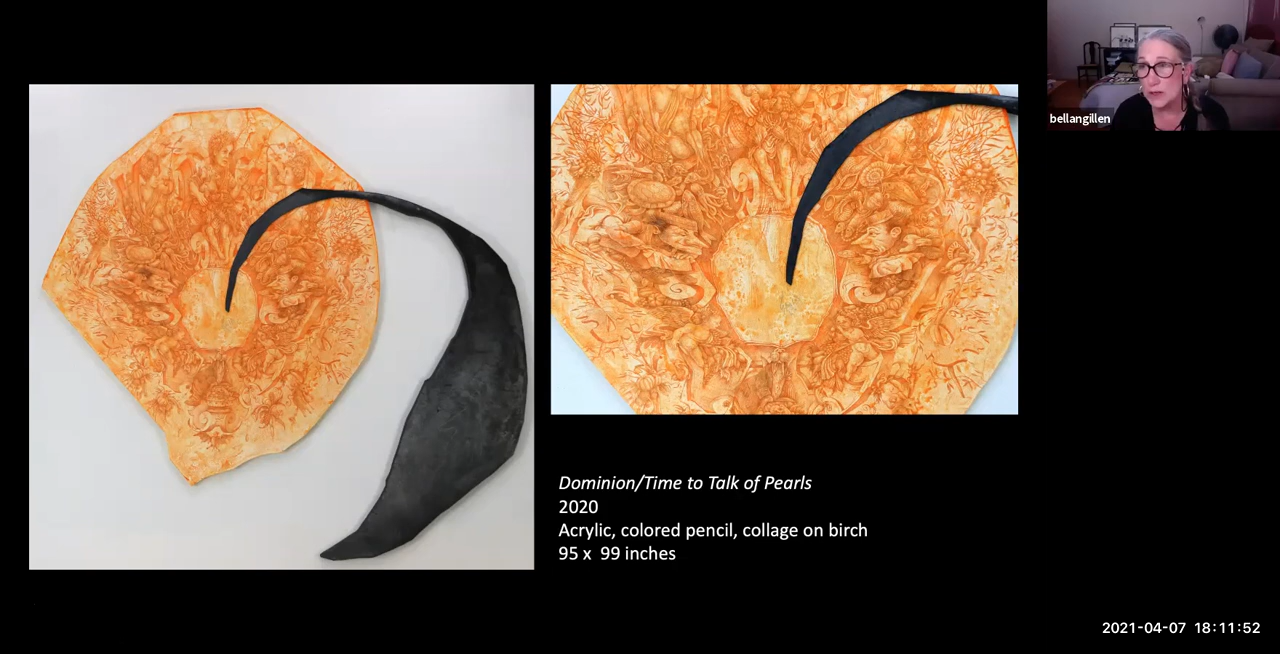 bellangillen
Dominion/Time to Talk of Pearls
2020
Acrylic, colored pencil, collage on birch
95 x 99 inches
2021-04-07 18:11:52